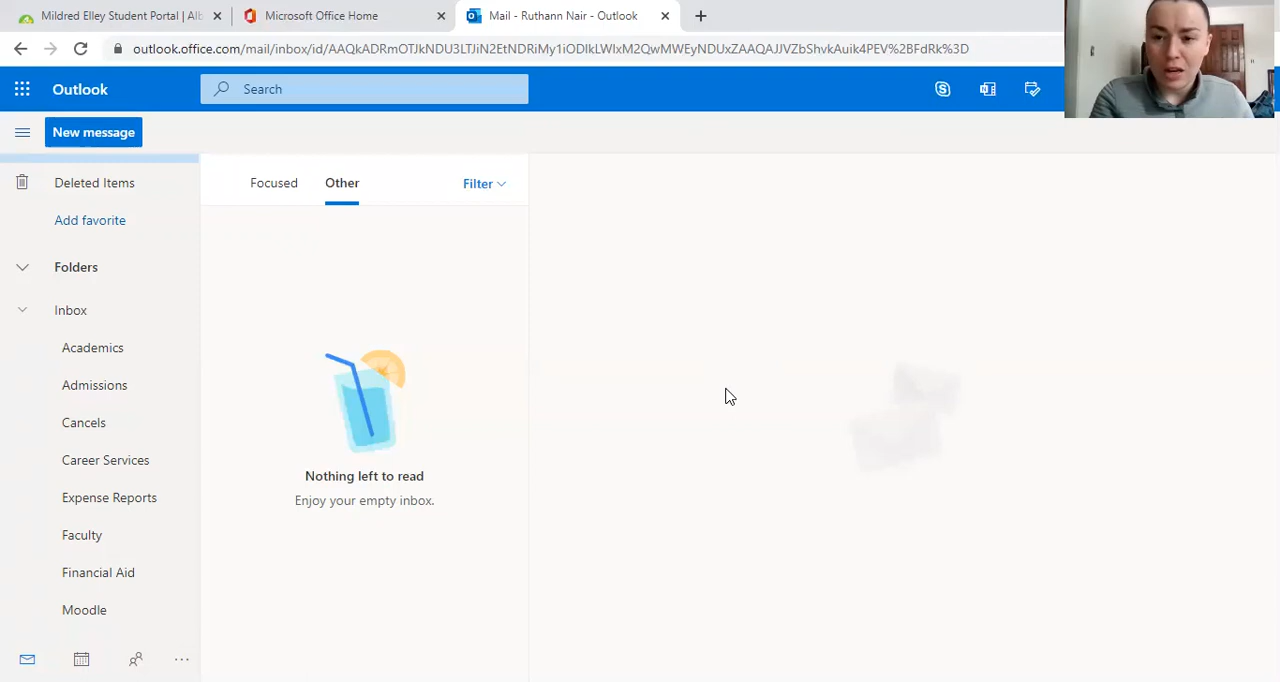 Mildred Elley Student Portal | Alb
Microsoft Office Home
Mail - Ruthann Nair - Outlook
outlook.office.com/mail/inbox/id/AAQkADRmOTJkNDU3LTJiN2EtNDRiMy1iODlkLWIxM2QwMWEyNDUxZAAQAJJVZbShvkAuik4PEV%2BFdRk%3D
Outlook
Search
New message
Deleted Items
Add favorite
Folders
Inbox
Academics
Admissions
Cancels
Career Services
Expense Reports
Faculty
Financial Aid
Moodle
Focused
Other
Filter
Nothing left to read
Enjoy your empty inbox.